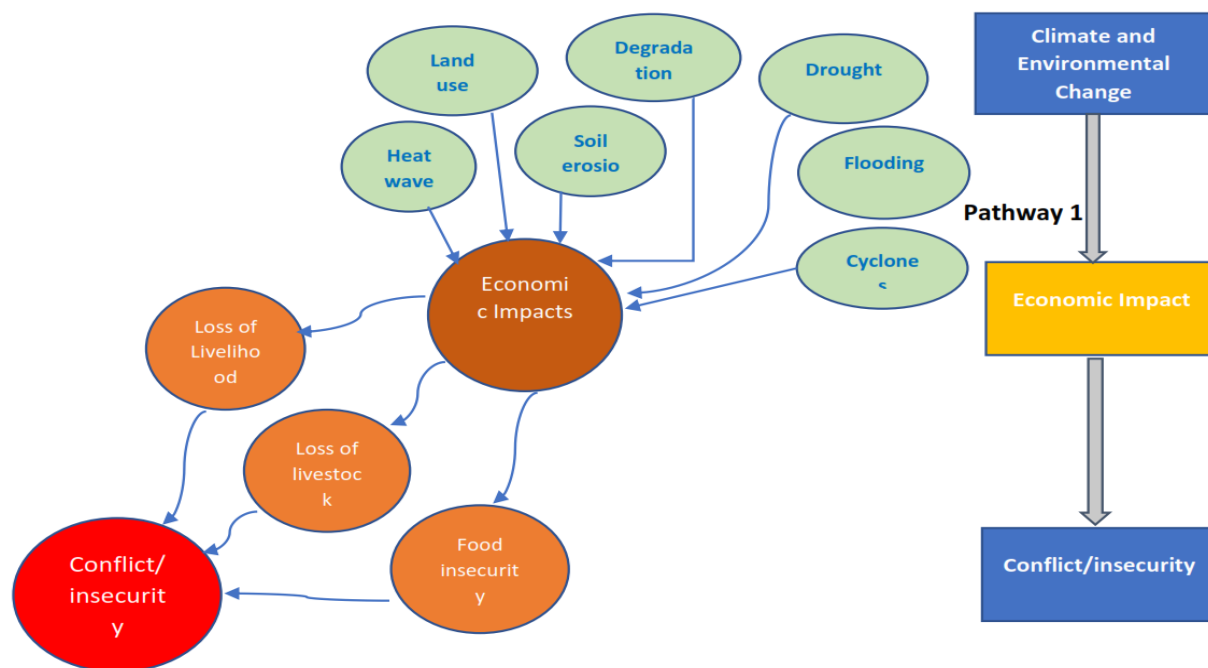 Land
use
Degrada
tion
Drought
Climate and
Environmental
Change
Heat
wave
Soil
erosio
Flooding
Pathway 1
Cyclone
s
Economi
c Impacts
Economic Impact
Loss of
Liveliho
od
Loss of
livestoc
k
Food
insecurit
y
Conflict/
insecurit
y
Conflict/insecurity